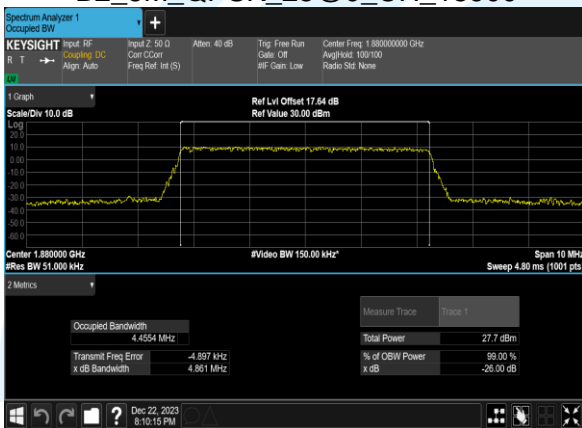 Spectrum Analyzer 1
Occupied BW
+
KEYSIGHT
R T
LV
Input: RF
Coupling: DC
Align: Auto
Input Z: 50 Ω
Corr CCorr
Freq Ref: Int (S)
Atten: 40 dB
Trig: Free Run
Gate: Off
#IF Gain: Low
Center Freq: 1.880000000 GHz
Avg|Hold: 100/100
Radio Std: None
1 Graph
Scale/Div 10.0 dB
Ref Lvl Offset 17.64 dB
Ref Value 30.00 dBm
Log
20.0
10.0
0.00
-10.0
-20.0
-30.0
-40.0
-50.0
-60.0
Center 1.880000 GHz
#Res BW 51.000 kHz
#Video BW 150.00 kHz*
Span 10 MHz
Sweep 4.80 ms (1001 pts
2 Metrics
Measure Trace Trace 1
Occupied Bandwidth
4.4554 MHz
Total Power 27.7 dBm
Transmit Freq Error -4.897 kHz
x dB Bandwidth 4.861 MHz
% of OBW Power 99.00 %
x dB -26.00 dB
?
Dec 22, 2023
8:10:15 PM